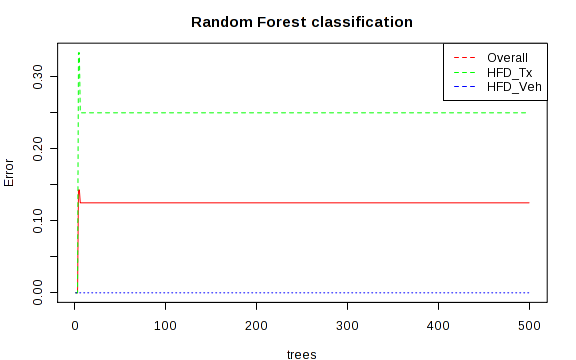 Random Forest classification
Overall
HFD_Tx
HFD_Veh
Error
0.30
0.20
0.10
0.00
0 100 200 300 400 500
trees